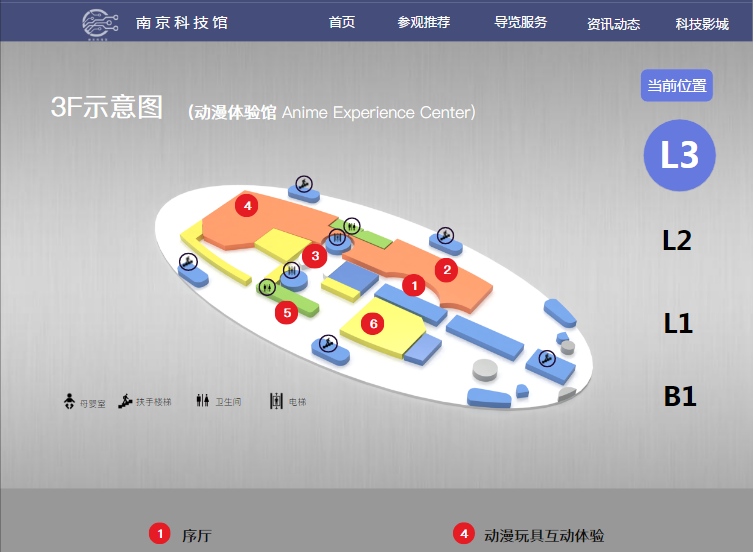 南京科技馆 首页 参观推荐 导览服务 资讯动态 科技影城
当前位置
3F示意图 (动漫体验馆 Anime Experience Center)
L3
4
L2
3
2
1
5
6
L1
母婴室 扶手楼梯 卫生间 电梯
B1
1 序厅 4 动漫玩具互动体验